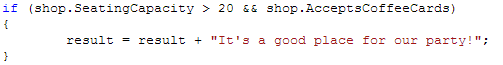 if (shop.SeatingCapacity > 20 && shop.AcceptsCoffeeCards)
{
result = result + "It's a good place for our party!";
}